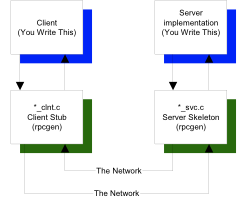 Client
(You Write This)
Server
implementation
(You Write This)
*_clnt.c
Client Stub
(rpcgen)
*_svc.c
Server Skeleton
(rpcgen)
The Network
The Network